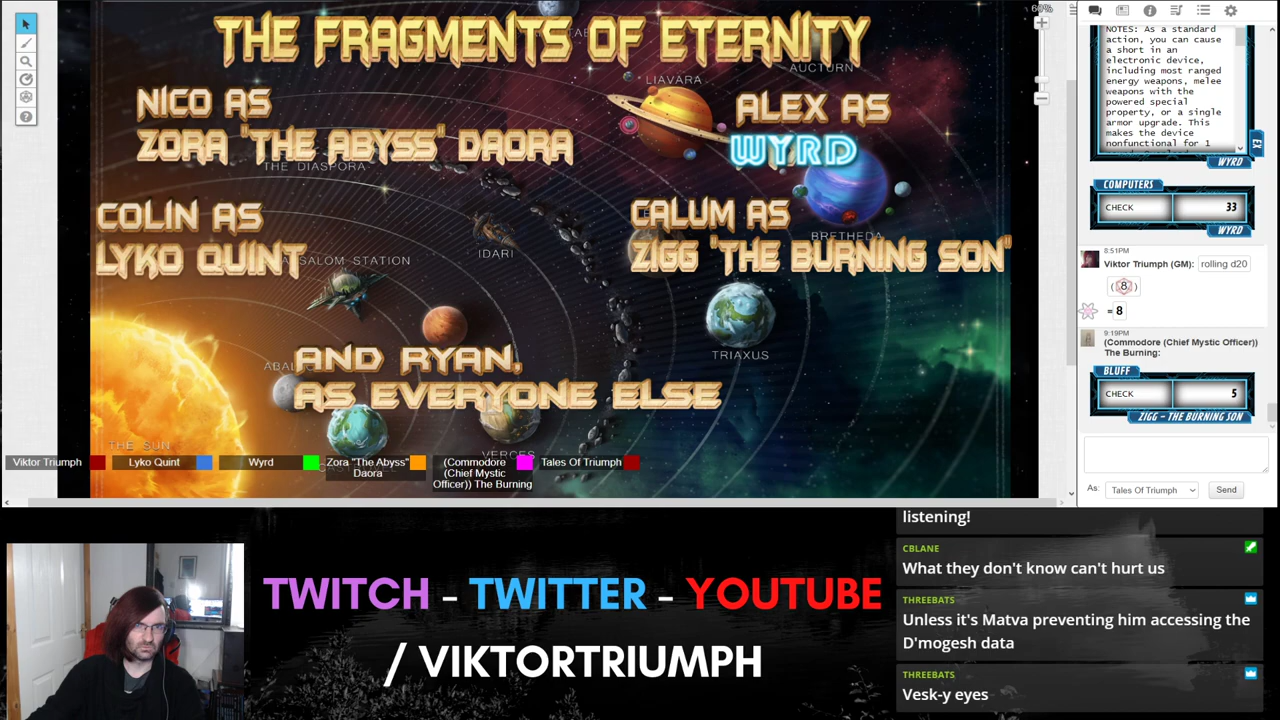 THE FRAGMENTS OF ETERNITY
60%
LIAVARA
AUCTURN
NICO AS
ZORA "THE ABYSS" DAORA
ALEX AS
WYRD
THE DIASPORA
COLIN AS
LYKO QUINT
CALUM AS
ZIGG "THE BURNING SON"
BRETHEDA
IDARI
SALOM STATION
TRIAXUS
AND RYAN,
AS EVERYONE ELSE
THE SUN
VERCES
Viktor Triumph
Lyko Quint
Wyrd
Zora "The Abyss"
Daora
(Commodore
(Chief Mystic
Officer)) The Burning
Tales Of Triumph
NOTES: As a standard
action, you can cause
a short in an
electronic device,
including most ranged
energy weapons, melee
weapons with the
powered special
property, or a single
armor upgrade. This
makes the device
nonfunctional for 1
EX
WYRD
COMPUTERS
CHECK 33
WYRD
8:51PM
Viktor Triumph (GM): rolling d20
(8)
=8
9:19PM
(Commodore (Chief Mystic Officer))
The Burning:
BLUFF
CHECK 5
ZIGG - THE BURNING SON
As: Tales Of Triumph Send
TWITCH - TWITTER - YOUTUBE
/ VIKTORTRIUMPH
listening!
CBLANE
What they don't know can't hurt us
THREEBATS
Unless it's Matva preventing him accessing the
D'mogesh data
THREEBATS
Vesk-y eyes